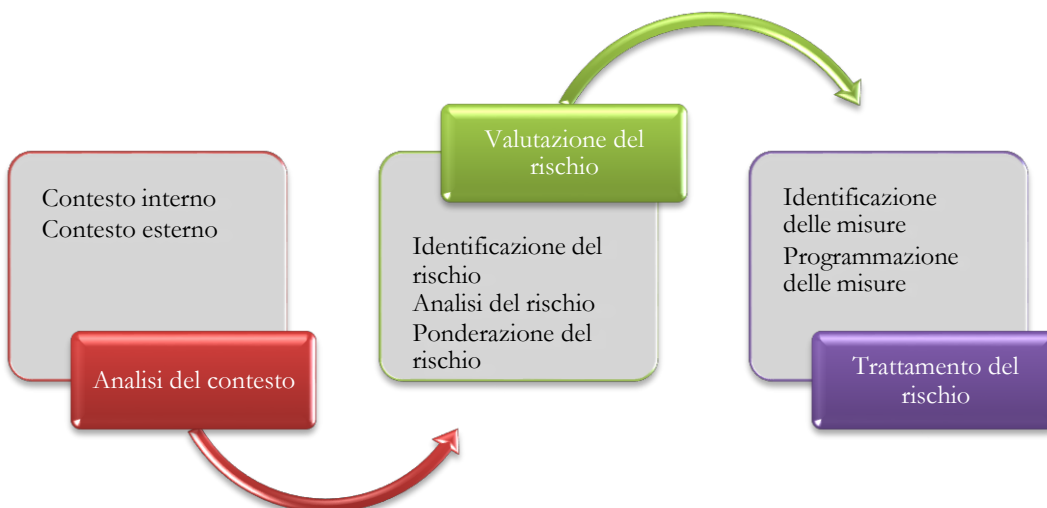 Contesto interno
Contesto esterno
Analisi del contesto
Valutazione del
rischio
Identificazione del
rischio
Analisi del rischio
Ponderazione del
rischio
Identificazione
delle misure
Programmazione
delle misure
Trattamento del
rischio